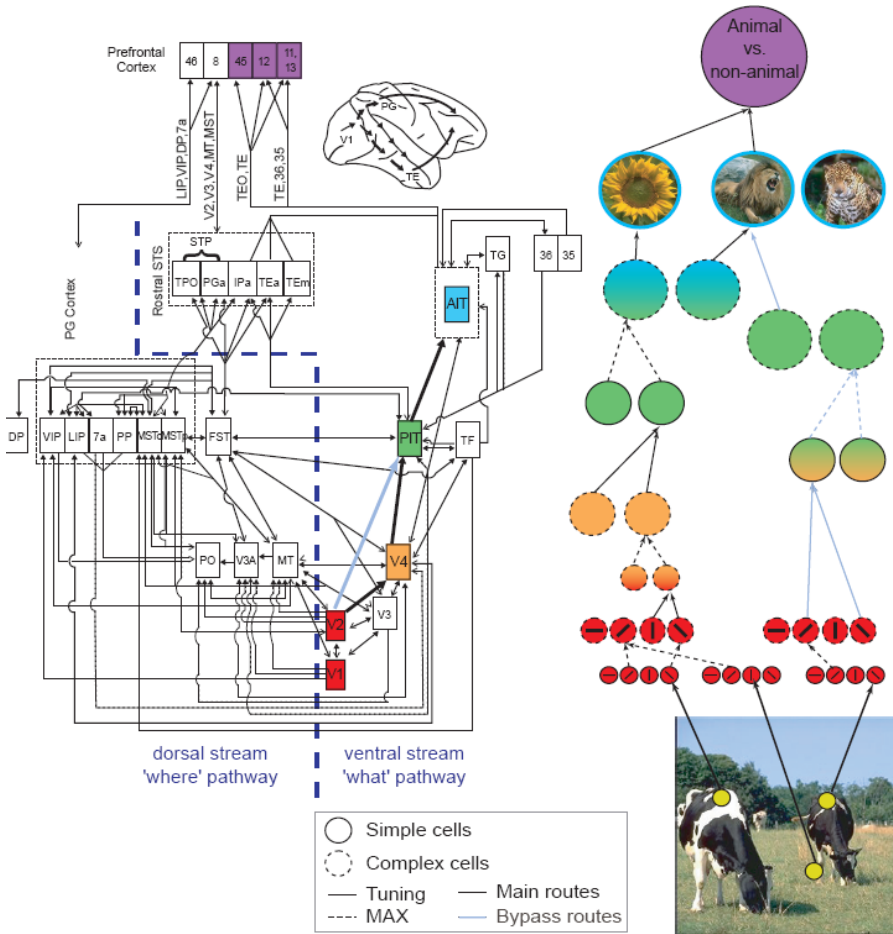 Prefrontal
Cortex
46
8
45
12
11,
13
Animal
vs.
non-animal
PG
V1
TE
LIP,VIP,DP,7a
V2,V3,V4,MT,MST
TEO,TE
TE,36,35
PG Cortex
Rostral STS
STP
TPO
PGa
IPa
TEa
TEm
TG
36
35
AIT
DP
VIP
LIP
7a
PP
MSTd
MSTp
FST
PIT
TF
PO
V3A
MT
V4
V2
V3
V1
dorsal stream
'where' pathway
ventral stream
'what' pathway
Simple cells
Complex cells
Tuning
Main routes
MAX
Bypass routes